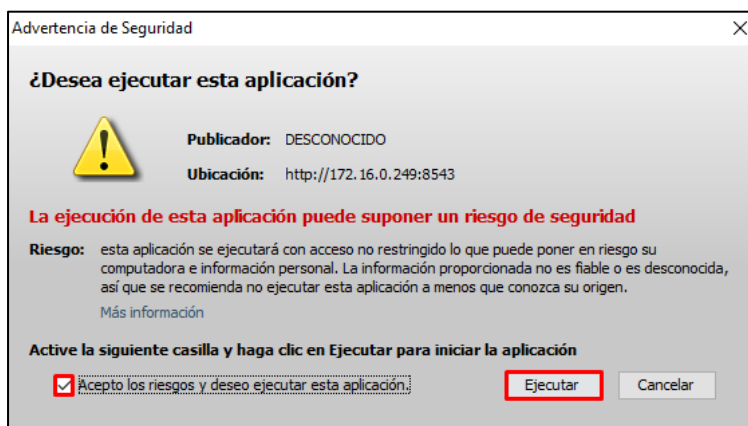 Advertencia de Seguridad
¿Desea ejecutar esta aplicación?
Publicador: DESCONOCIDO
Ubicación: http://172.16.0.249:8543
La ejecución de esta aplicación puede suponer un riesgo de seguridad
Riesgo: esta aplicación se ejecutará con acceso no restringido lo que puede poner en riesgo su
computadora e información personal. La información proporcionada no es fiable o es desconocida,
así que se recomienda no ejecutar esta aplicación a menos que conozca su origen.
Más información
Active la siguiente casilla y haga clic en Ejecutar para iniciar la aplicación
Acepto los riesgos y deseo ejecutar esta aplicación. Ejecutar Cancelar